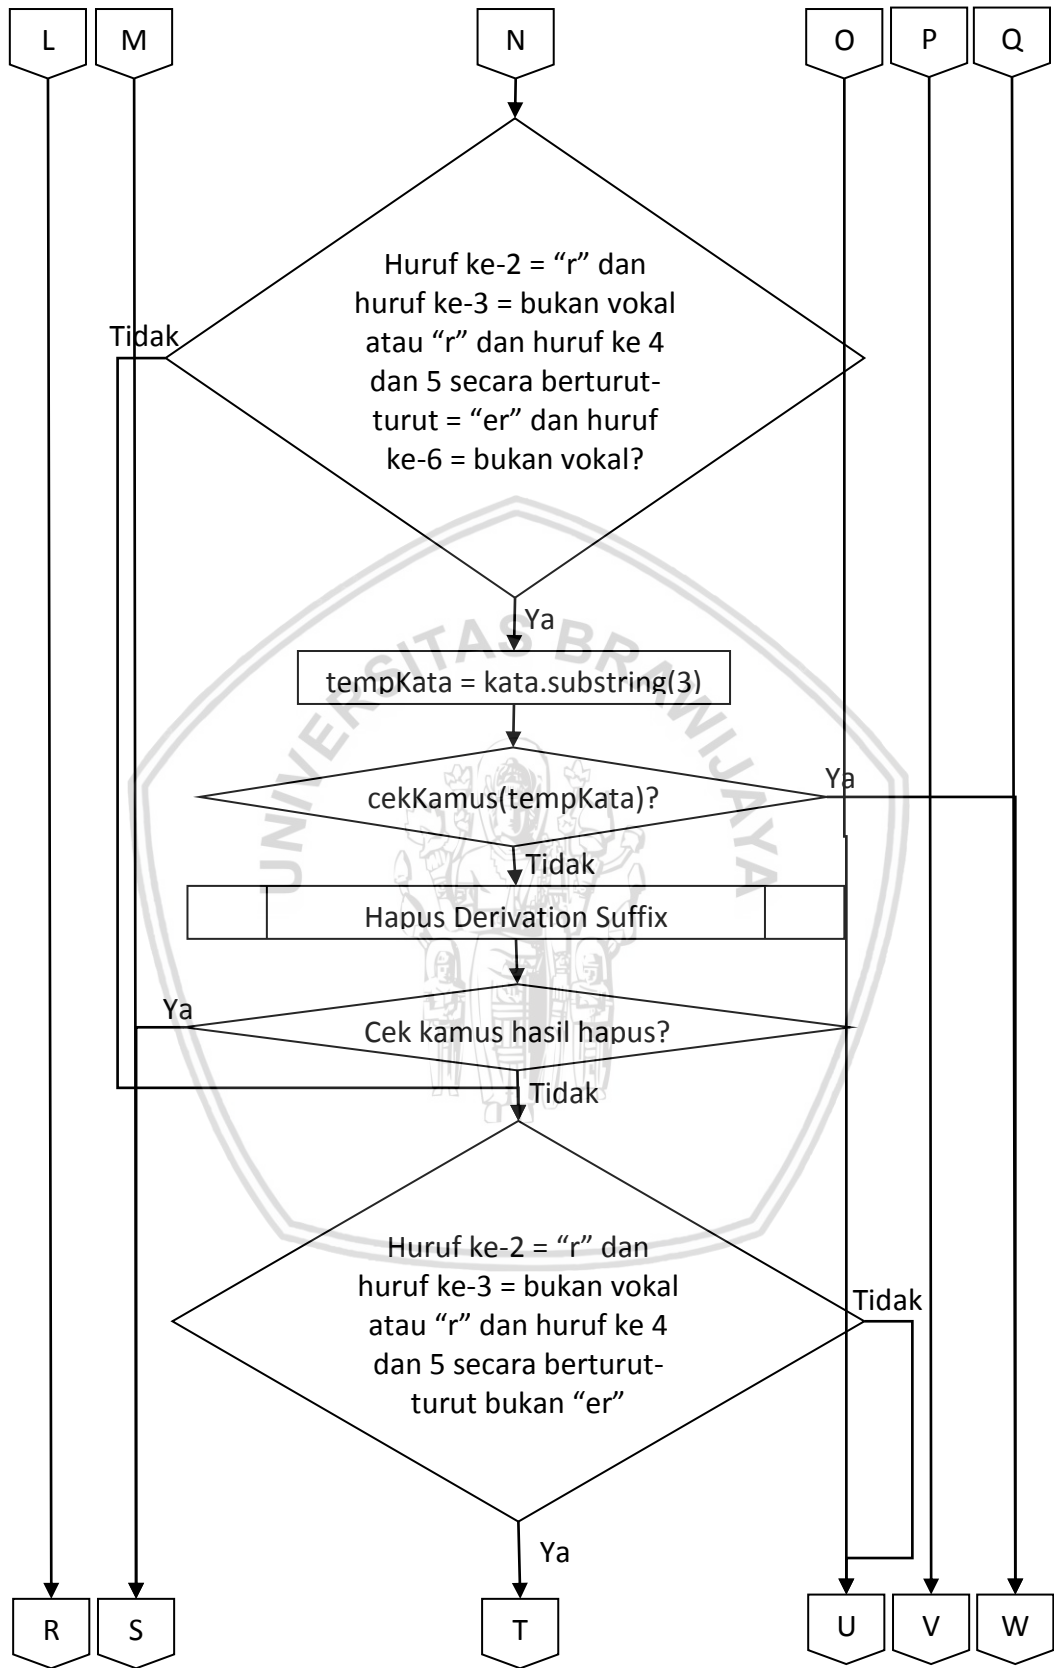 L M N O P Q
Huruf ke-2 = “r” dan
huruf ke-3 = bukan vokal
atau “r” dan huruf ke 4
dan 5 secara berturut-
turut = “er” dan huruf
ke-6 = bukan vokal?
Tidak
Ya
UNIVERSITAS BRAWIJAYA
tempKata = kata.substring(3)
cekKamus(tempKata)?
Ya
Tidak
Hapus Derivation Suffix
Ya
Cek kamus hasil hapus?
Tidak
Huruf ke-2 = “r” dan
huruf ke-3 = bukan vokal
atau “r” dan huruf ke 4
dan 5 secara berturut-
turut bukan “er”
Tidak
Ya
R S T U V W